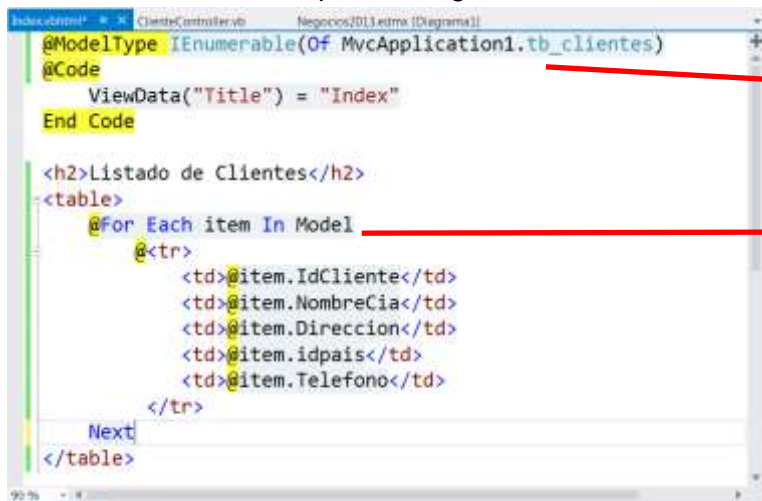 Index.vbhtml* ClienteController.vb Negocios2013.edmx [Diagrama1]
@ModelType IEnumerable(Of MvcApplication1.tb_clientes)
@Code
ViewData("Title") = "Index"
End Code
<h2>Listado de Clientes</h2>
<table>
@For Each item In Model
@<tr>
<td>@item.IdCliente</td>
<td>@item.NombreCia</td>
<td>@item.Direccion</td>
<td>@item.idpais</td>
<td>@item.Telefono</td>
</tr>
Next
</table>
90 %